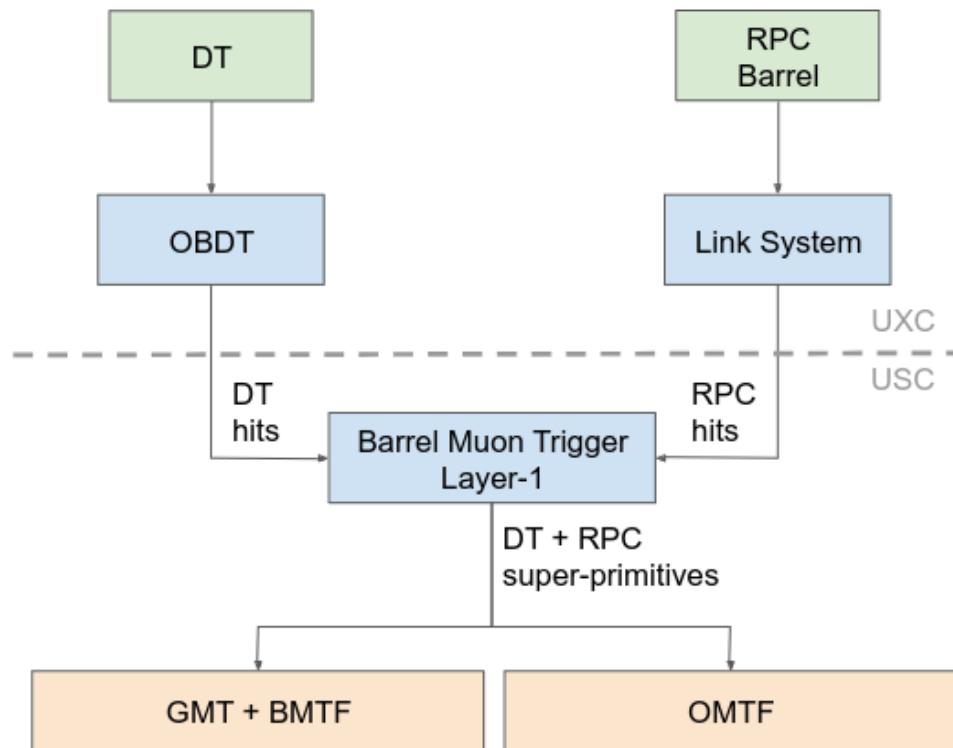 DT
RPC
Barrel
OBDT
Link System
UXC
USC
DT
hits
RPC
hits
Barrel Muon Trigger
Layer-1
DT + RPC
super-primitives
GMT + BMTF
OMTF